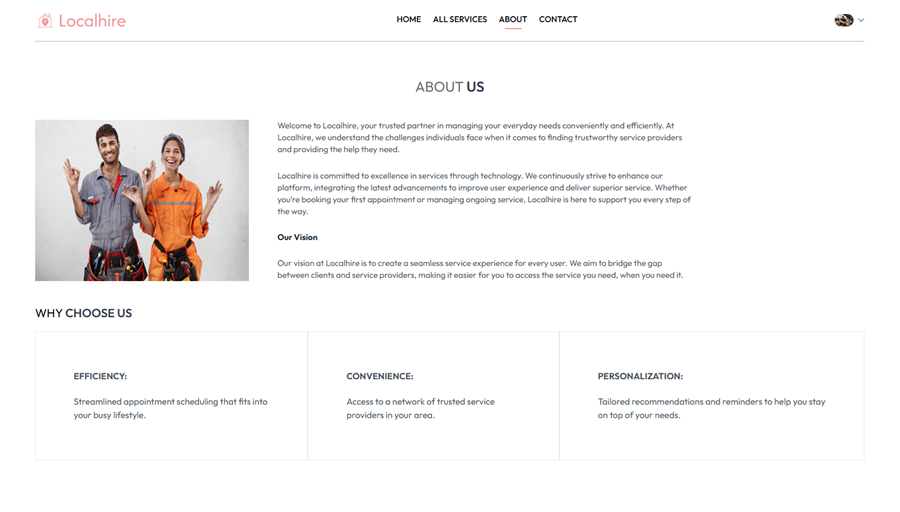 Localhire
HOME ALL SERVICES ABOUT CONTACT
ABOUT US
Welcome to Localhire, your trusted partner in managing your everyday needs conveniently and efficiently. At
Localhire, we understand the challenges individuals face when it comes to finding trustworthy service providers
and providing the help they need.
Localhire is committed to excellence in services through technology. We continuously strive to enhance our
platform, integrating the latest advancements to improve user experience and deliver superior service. Whether
you're booking your first appointment or managing ongoing service, Localhire is here to support you every step of
the way.
Our Vision
Our vision at Localhire is to create a seamless service experience for every user. We aim to bridge the gap
between clients and service providers, making it easier for you to access the service you need, when you need it.
WHY CHOOSE US
EFFICIENCY:
Streamlined appointment scheduling that fits into
your busy lifestyle.
CONVENIENCE:
Access to a network of trusted service
providers in your area.
PERSONALIZATION:
Tailored recommendations and reminders to help you stay
on top of your needs.